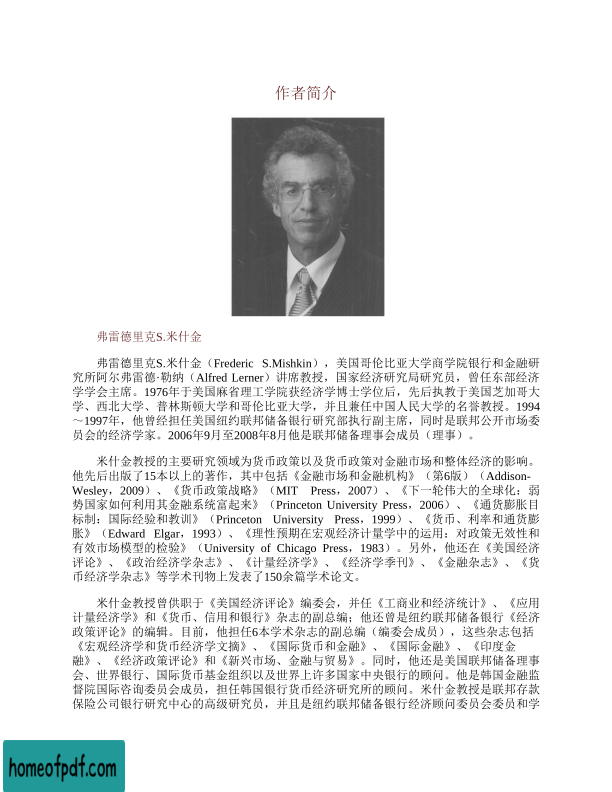 作者简介
弗雷德里克S.米什金
弗雷德里克S.米什金（Frederic S.Mishkin），美国哥伦比亚大学商学院银行和金融研
究所阿尔弗雷德·勒纳（Alfred Lerner）讲席教授，国家经济研究局研究员，曾任东部经济
学学会主席。1976年于美国麻省理工学院获经济学博士学位后，先后执教于美国芝加哥大
学、西北大学、普林斯顿大学和哥伦比亚大学，并且兼任中国人民大学的名誉教授。1994
～1997年，他曾经担任美国纽约联邦储备银行研究部执行副主席，同时是联邦公开市场委
员会的经济学家。2006年9月至2008年8月他是联邦储备理事会成员（理事）。
米什金教授的主要研究领域为货币政策以及货币政策对金融市场和整体经济的影响。
他先后出版了15本以上的著作，其中包括《金融市场和金融机构》（第6版）（Addison-
Wesley，2009）、《货币政策战略》（MIT Press，2007）、《下一轮伟大的全球化：弱
势国家如何利用其金融系统富起来》（Princeton University Press，2006）、《通货膨胀目
标制：国际经验和教训》（Princeton University Press，1999）、《货币、利率和通货膨
胀》（Edward Elgar，1993）、《理性预期在宏观经济计量学中的运用：对政策无效性和
有效市场模型的检验》（University of Chicago Press，1983）。另外，他还在《美国经济
评论》、《政治经济学杂志》、《计量经济学》、《经济学季刊》、《金融杂志》、《货
币经济学杂志》等学术刊物上发表了150余篇学术论文。
米什金教授曾供职于《美国经济评论》编委会，并任《工商业和经济统计》、《应用
计量经济学》和《货币、信用和银行》杂志的副总编；他还曾是纽约联邦储备银行《经济
政策评论》的编辑。目前，他担任6本学术杂志的副总编（编委会成员），这些杂志包括
《宏观经济学和货币经济学文摘》、《国际货币和金融》、《国际金融》、《印度金
融》、《经济政策评论》和《新兴市场、金融与贸易》。同时，他还是美国联邦储备理事
会、世界银行、国际货币基金组织以及世界上许多国家中央银行的顾问。他是韩国金融监
督院国际咨询委员会成员，担任韩国银行货币经济研究所的顾问。米什金教授是联邦存款
保险公司银行研究中心的高级研究员，并且是纽约联邦储备银行经济顾问委员会委员和学
homeofpdf.com